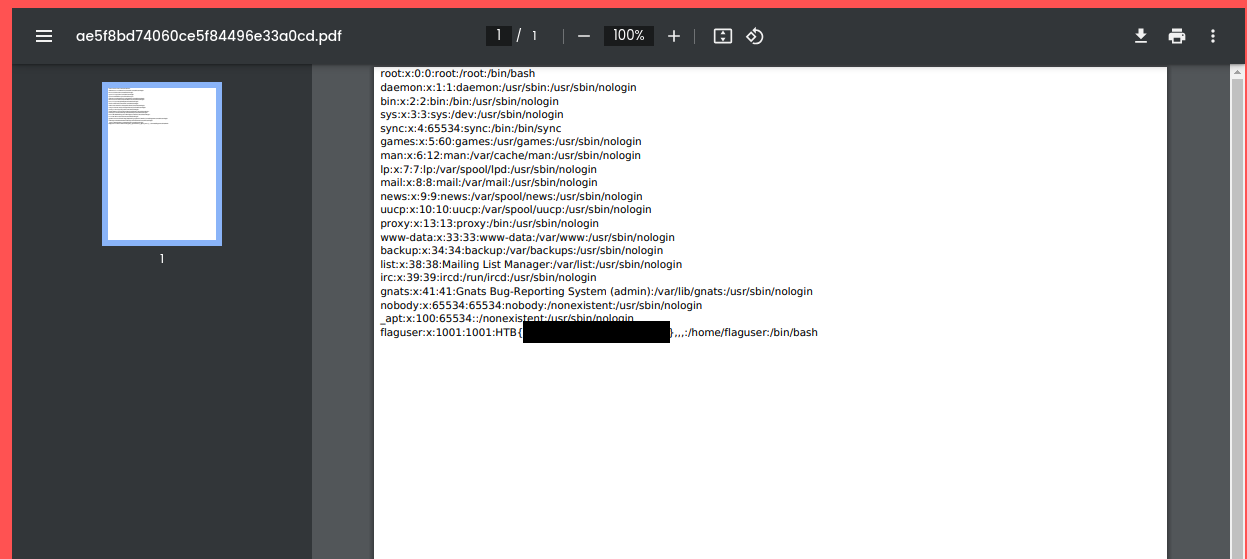 ae5f8bd74060ce5f84496e33a0cd.pdf
1 / 1
100%
1
root:x:0:0:root:/root:/bin/bash
daemon:x:1:1:daemon:/usr/sbin:/usr/sbin/nologin
bin:x:2:2:bin:/bin:/usr/sbin/nologin
sys:x:3:3:sys:/dev:/usr/sbin/nologin
sync:x:4:65534:sync:/bin:/bin/sync
games:x:5:60:games:/usr/games:/usr/sbin/nologin
man:x:6:12:man:/var/cache/man:/usr/sbin/nologin
lp:x:7:7:lp:/var/spool/lpd:/usr/sbin/nologin
mail:x:8:8:mail:/var/mail:/usr/sbin/nologin
news:x:9:9:news:/var/spool/news:/usr/sbin/nologin
uucp:x:10:10:uucp:/var/spool/uucp:/usr/sbin/nologin
proxy:x:13:13:proxy:/bin:/usr/sbin/nologin
www-data:x:33:33:www-data:/var/www:/usr/sbin/nologin
backup:x:34:34:backup:/var/backups:/usr/sbin/nologin
list:x:38:38:Mailing List Manager:/var/list:/usr/sbin/nologin
irc:x:39:39:ircd:/run/ircd:/usr/sbin/nologin
gnats:x:41:41:Gnats Bug-Reporting System (admin):/var/lib/gnats:/usr/sbin/nologin
nobody:x:65534:65534:nobody:/nonexistent:/usr/sbin/nologin
_apt:x:100:65534::/nonexistent:/usr/sbin/nologin
flaguser:x:1001:1001:HTB{ },,,:/home/flaguser:/bin/bash